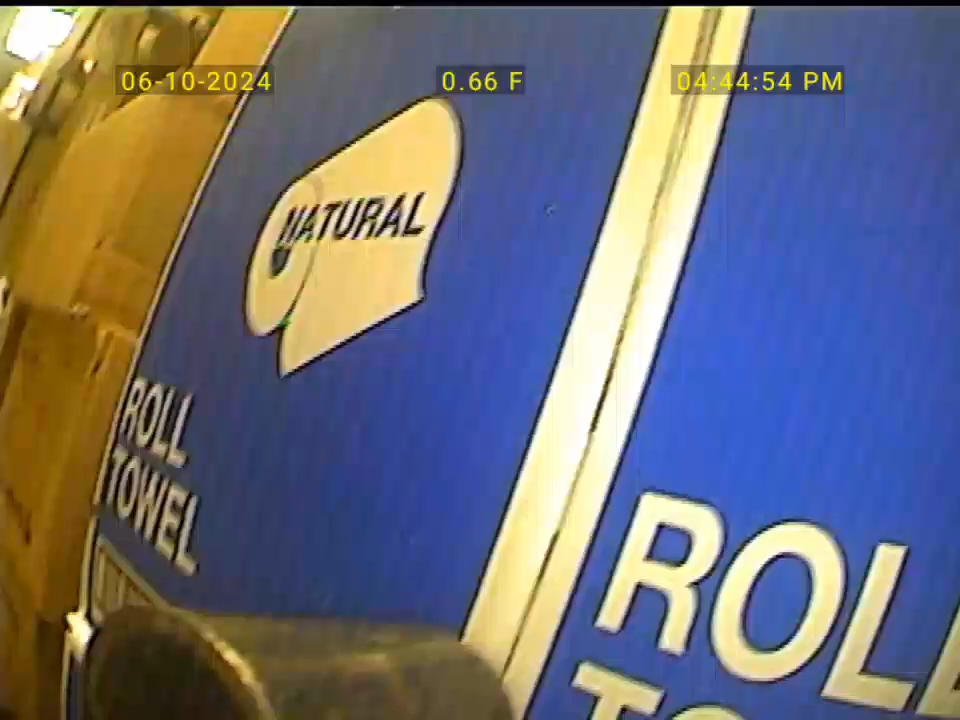 06-10-2024 0.66 F 04:44:54 PM
NATURAL
ROLL
TOWEL
ROLL